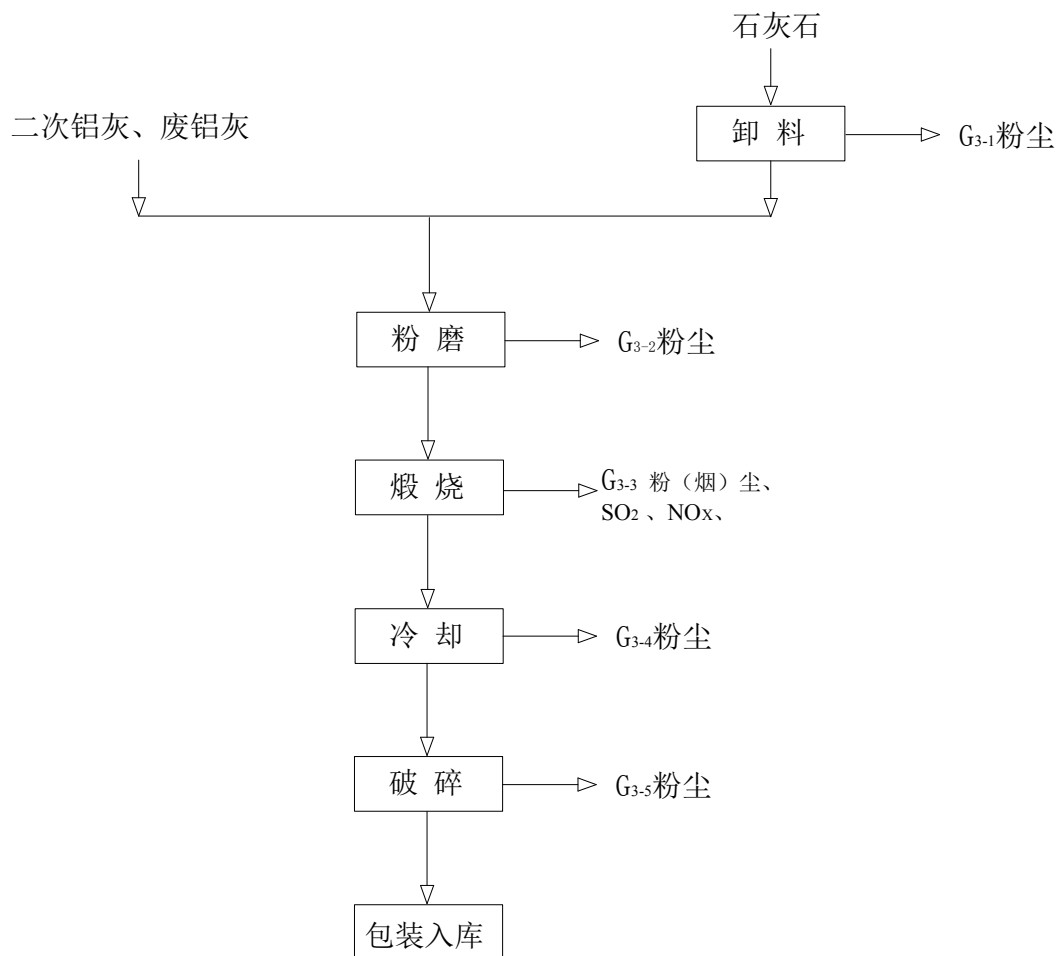 石灰石
二次铝灰、废铝灰
卸 料
G3-1粉尘
粉 磨
G3-2粉尘
煅 烧
G3-3 粉（烟）尘、
SO2 、NOX、
冷 却
G3-4粉尘
破 碎
G3-5粉尘
包装入库